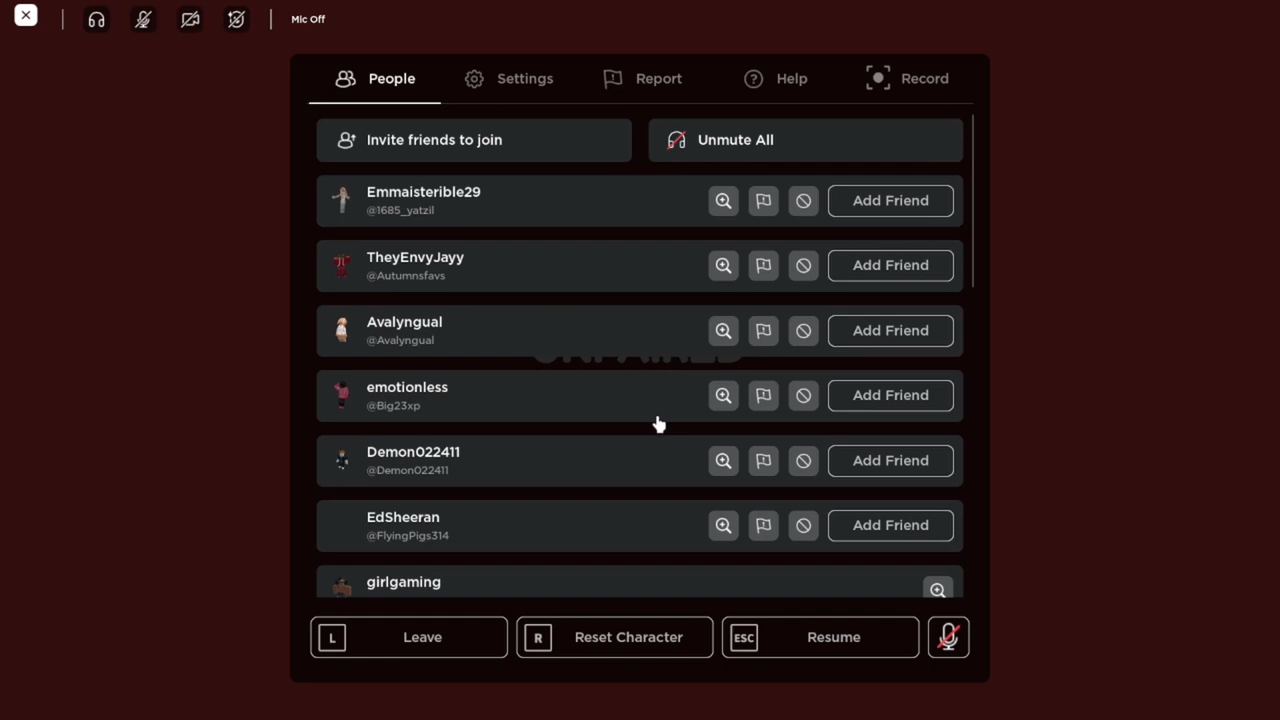 Mic Off
People
Settings
Report
Help
Record
Invite friends to join
Unmute All
Emmaisterible29
@1685_yatzil
Add Friend
TheyEnvyJayy
@Autumnsfavs
Add Friend
Avalyngual
@Avalyngual
Add Friend
emotionless
@Big23xp
Add Friend
Demon022411
@Demon022411
Add Friend
EdSheeran
@FlyingPigs314
Add Friend
girlgaming
L
Leave
R
Reset Character
ESC
Resume